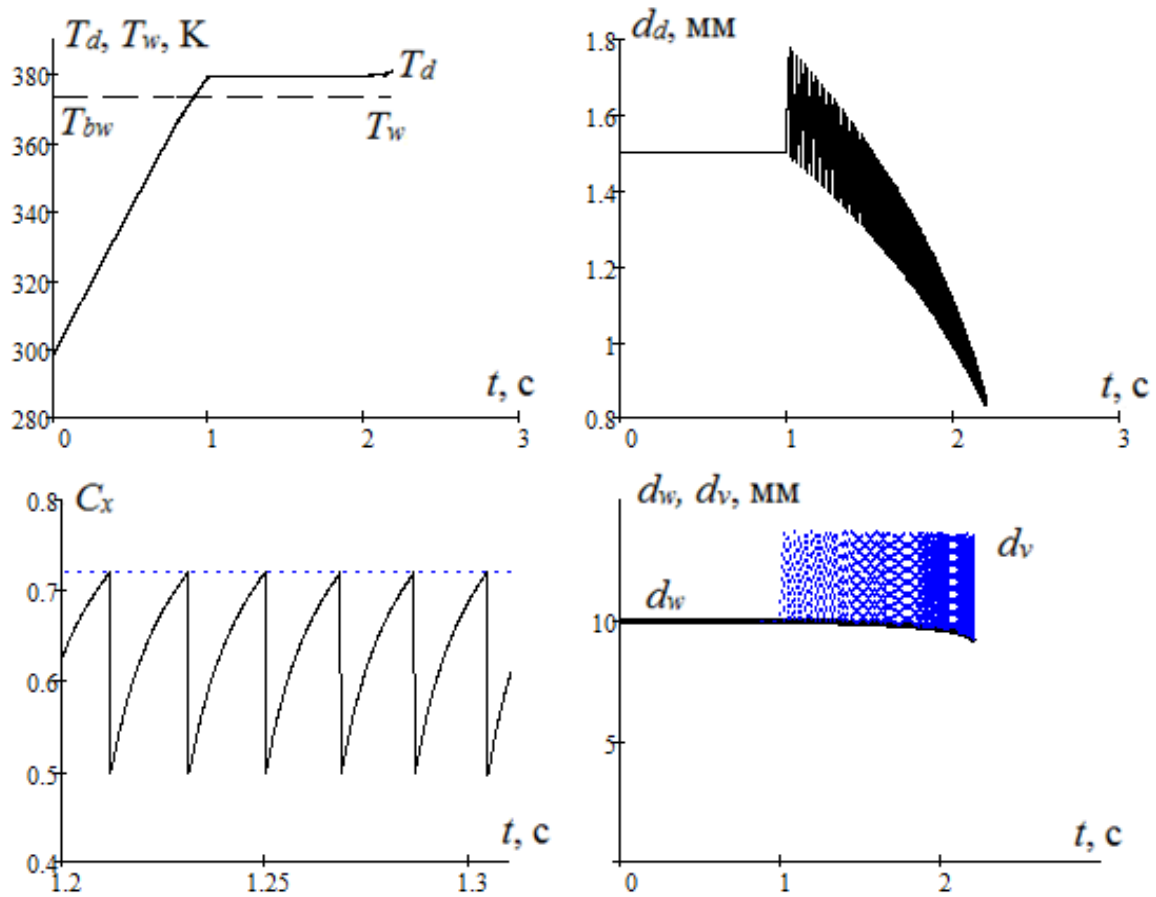 T_d, T_w, K
380
360
340
320
300
280
T_d
T_bw
T_w
t, c
0 1 2 3
d_d, мм
1.8
1.6
1.4
1.2
1
0.8
t, c
0 1 2 3
C_x
0.8
0.7
0.6
0.5
0.4
t, c
1.2 1.25 1.3
d_w, d_v, мм
d_v
d_w
10
5
t, c
0 1 2